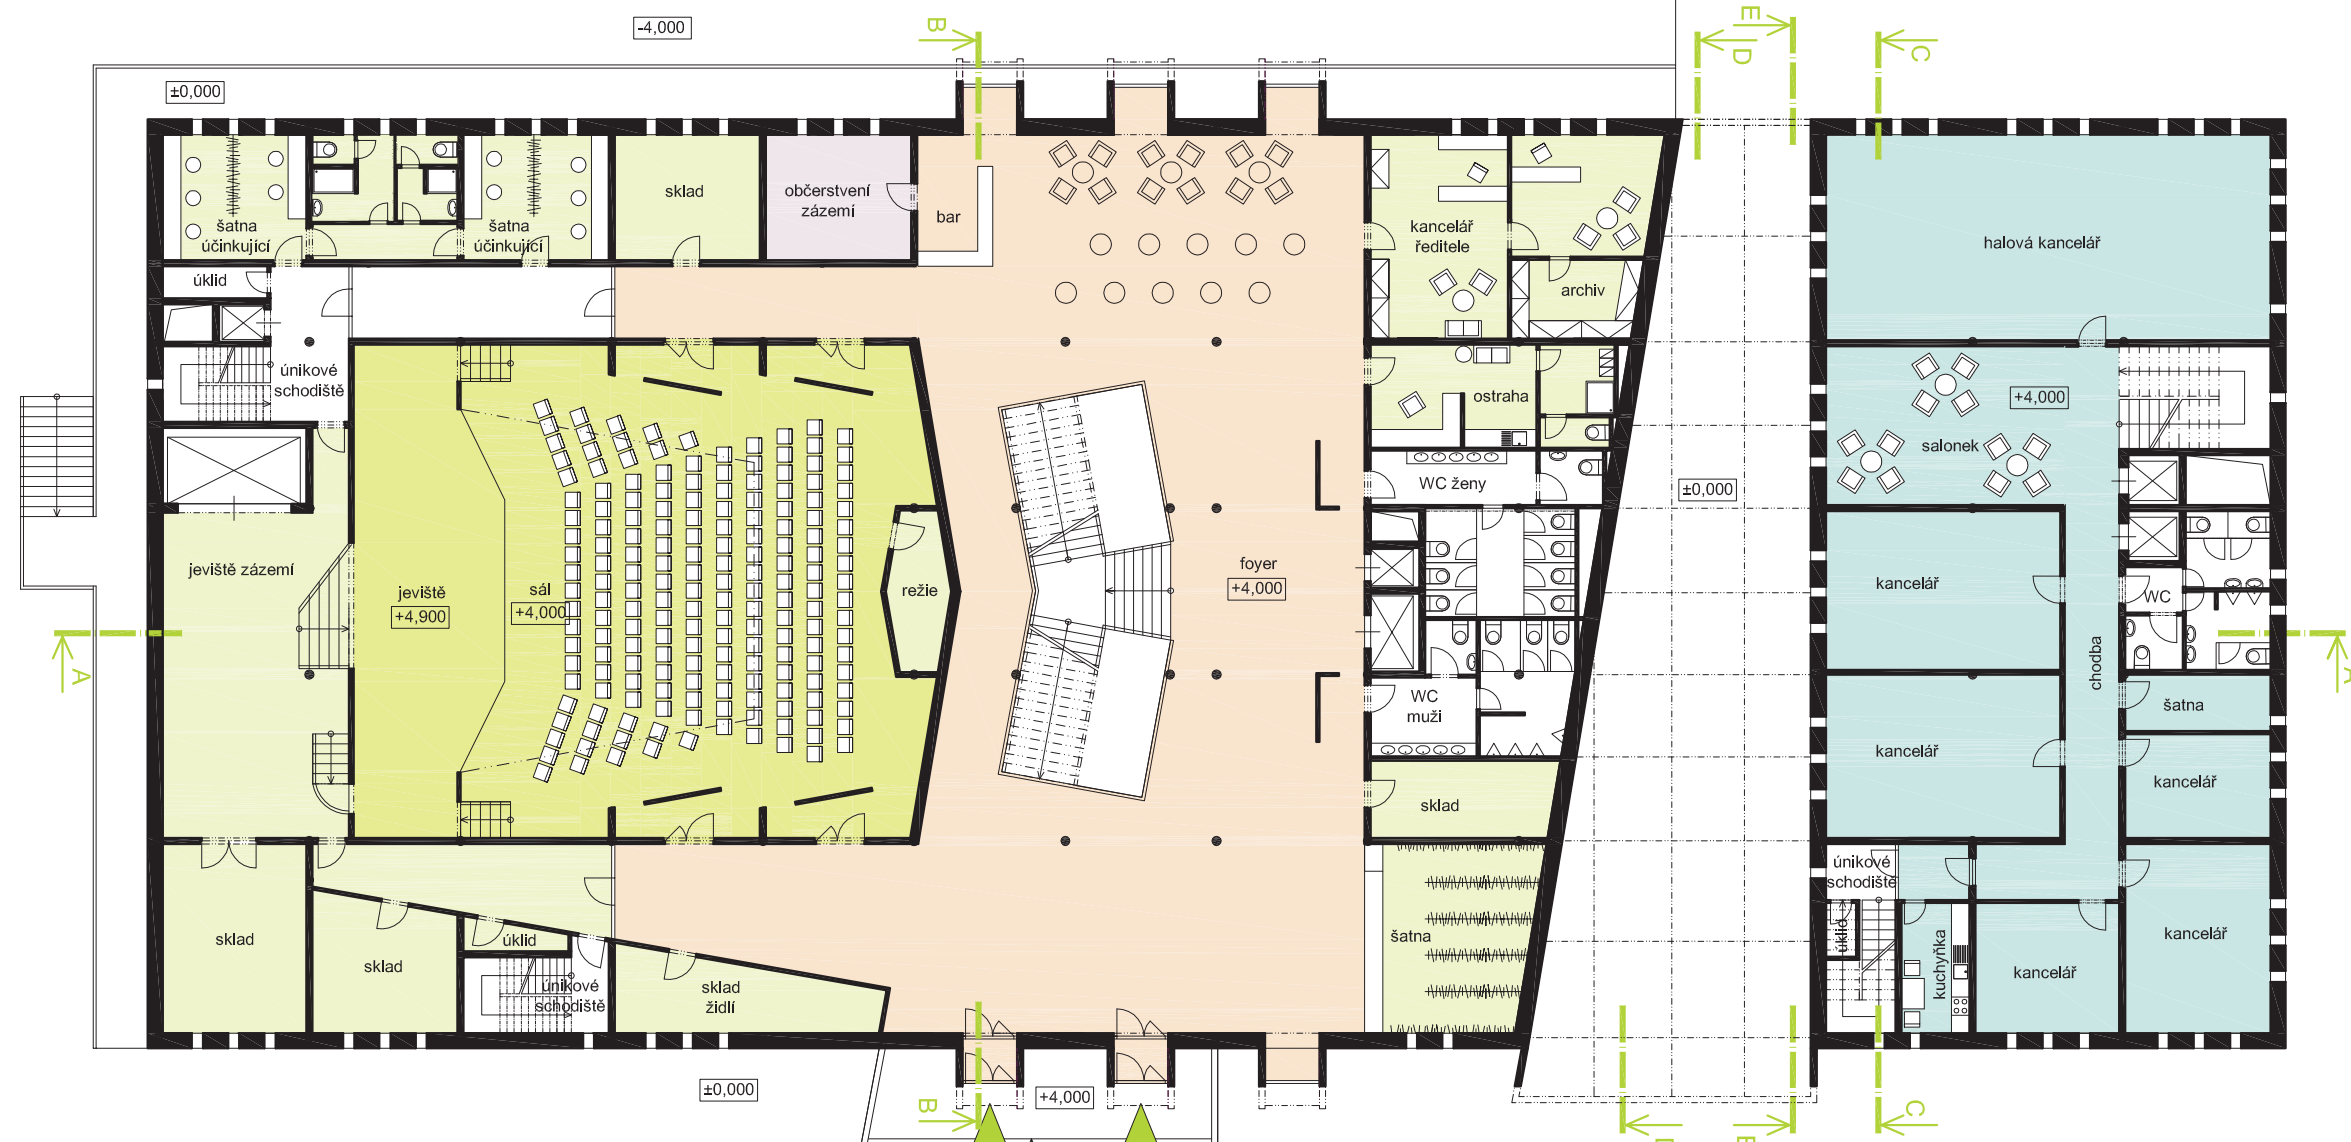 -4,000
B
E
D
C
±0,000
sklad
občerstvení
zázemí
bar
šatna
účinkující
šatna
účinkující
kancelář
ředitele
archiv
halová kancelář
úklid
únikové
schodiště
ostraha
+4,000
salonek
WC ženy
±0,000
jeviště zázemí
jeviště
+4,900
sál
+4,000
režie
foyer
+4,000
kancelář
WC
chodba
A
A
WC
muži
šatna
kancelář
kancelář
sklad
únikové
schodiště
sklad
sklad
úklid
únikové
schodiště
sklad
židlí
šatna
úklid
kuchyňka
kancelář
kancelář
±0,000
+4,000
B
C
E